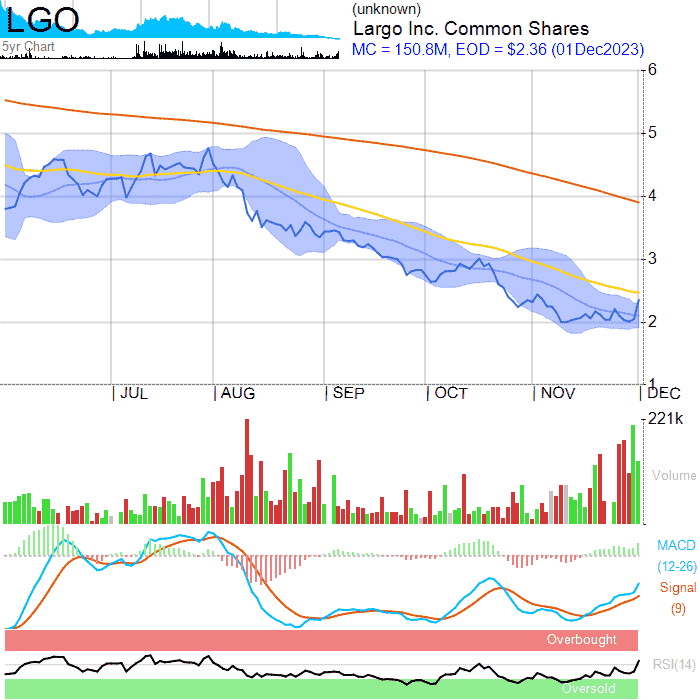 LGO
(unknown)
Largo Inc. Common Shares
5yr Chart
MC = 150.8M, EOD = $2.36 (01Dec2023)
6
5
4
3
2
1
JUL AUG SEP OCT NOV DEC
221k
Volume
MACD
(12-26)
Signal
(9)
Overbought
RSI(14)
Oversold